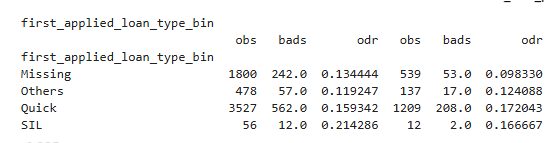 first_applied_loan_type_bin
obs bads odr obs bads odr
first_applied_loan_type_bin
Missing 1800 242.0 0.134444 539 53.0 0.098330
Others 478 57.0 0.119247 137 17.0 0.124088
Quick 3527 562.0 0.159342 1209 208.0 0.172043
SIL 56 12.0 0.214286 12 2.0 0.166667